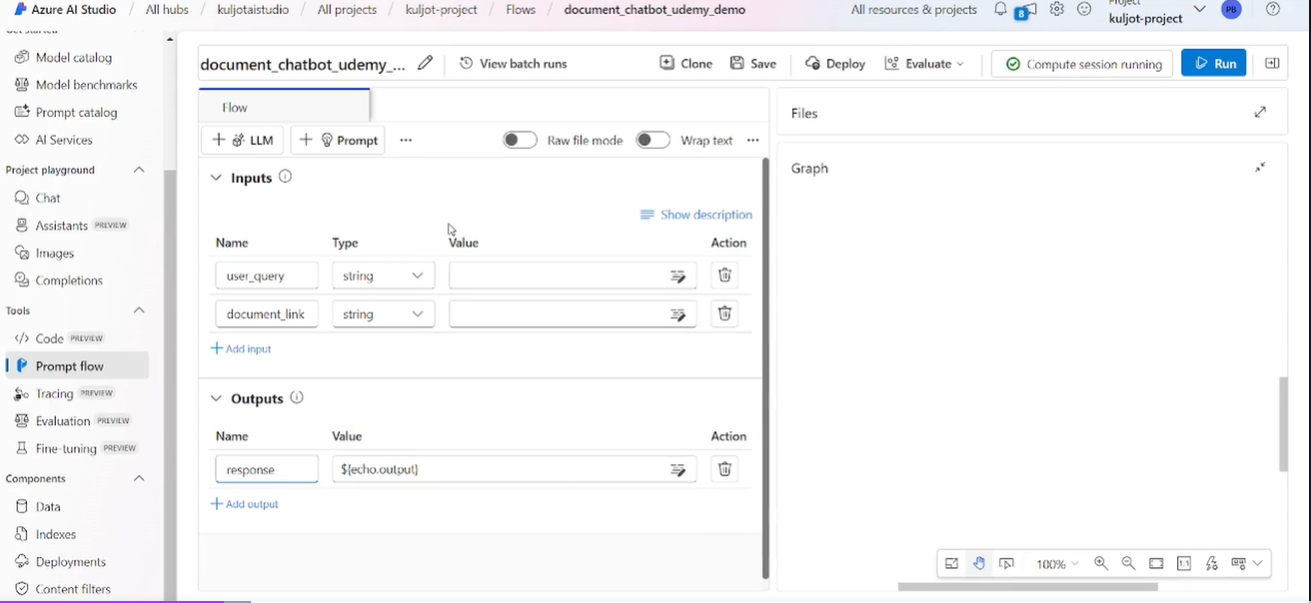 Azure AI Studio / All hubs / kuljotaistudio / All projects / kuljot-project / Flows / document_chatbot_udemy_demo
All resources & projects
8
Project
kuljot-project
PB
Get started
Model catalog
Model benchmarks
Prompt catalog
AI Services
Project playground
Chat
Assistants PREVIEW
Images
Completions
Tools
Code PREVIEW
Prompt flow
Tracing PREVIEW
Evaluation PREVIEW
Fine-tuning PREVIEW
Components
Data
Indexes
Deployments
Content filters
document_chatbot_udemy_...
View batch runs
Clone
Save
Deploy
Evaluate
Compute session running
Run
Flow
+ LLM
+ Prompt
...
Raw file mode
Wrap text
...
Inputs
Show description
Name Type Value Action
user_query string
document_link string
+ Add input
Outputs
Name Value Action
response ${echo.output}
+ Add output
Files
Graph
100%
1:1